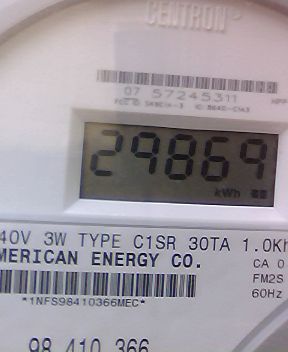 CENTRON®
07 57245311
29869
kWh
40V 3W TYPE C1SR 30TA 1.0Kh
MERICAN ENERGY CO.
CA 0
FM2S
60Hz
*1NFS98410366MEC*
98 410 366